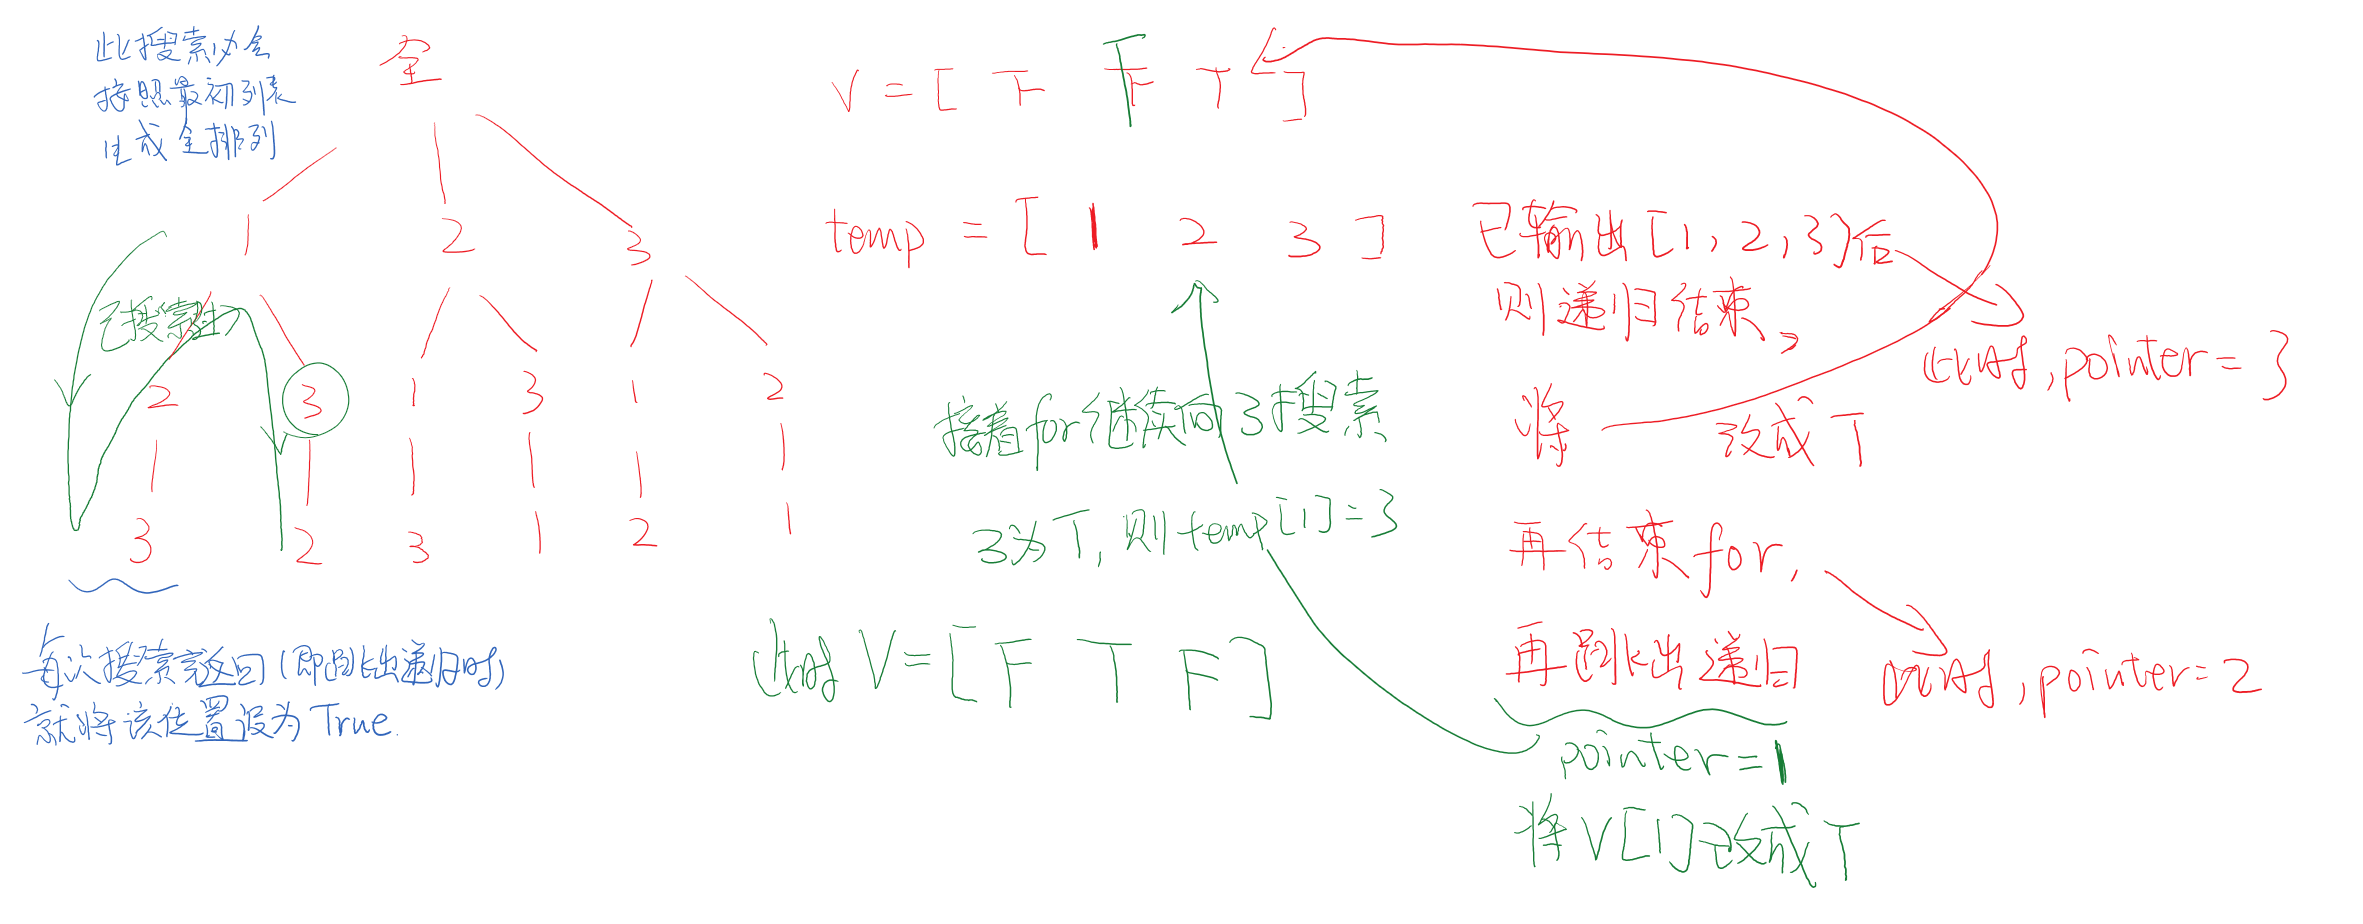 此搜索必会
按照最初列表
生成全排列
全
1 2 3
已搜索过
2 3 1 3 1 2
3 2 3 1 2 1
每次搜索完返回(即跳出递归时)
就将该位置设为True.
V=[ F F T ]
T
temp = [ 1 2 3 ]
接着for继续向3搜索
3为T,则temp[1]=3
此时V=[F T F]
已输出[1,2,3]后
则递归结束,
此时,pointer=3
将 改成T
再结束for,
再跳出递归
此时,pointer=2
pointer=1
将V[1]改成T